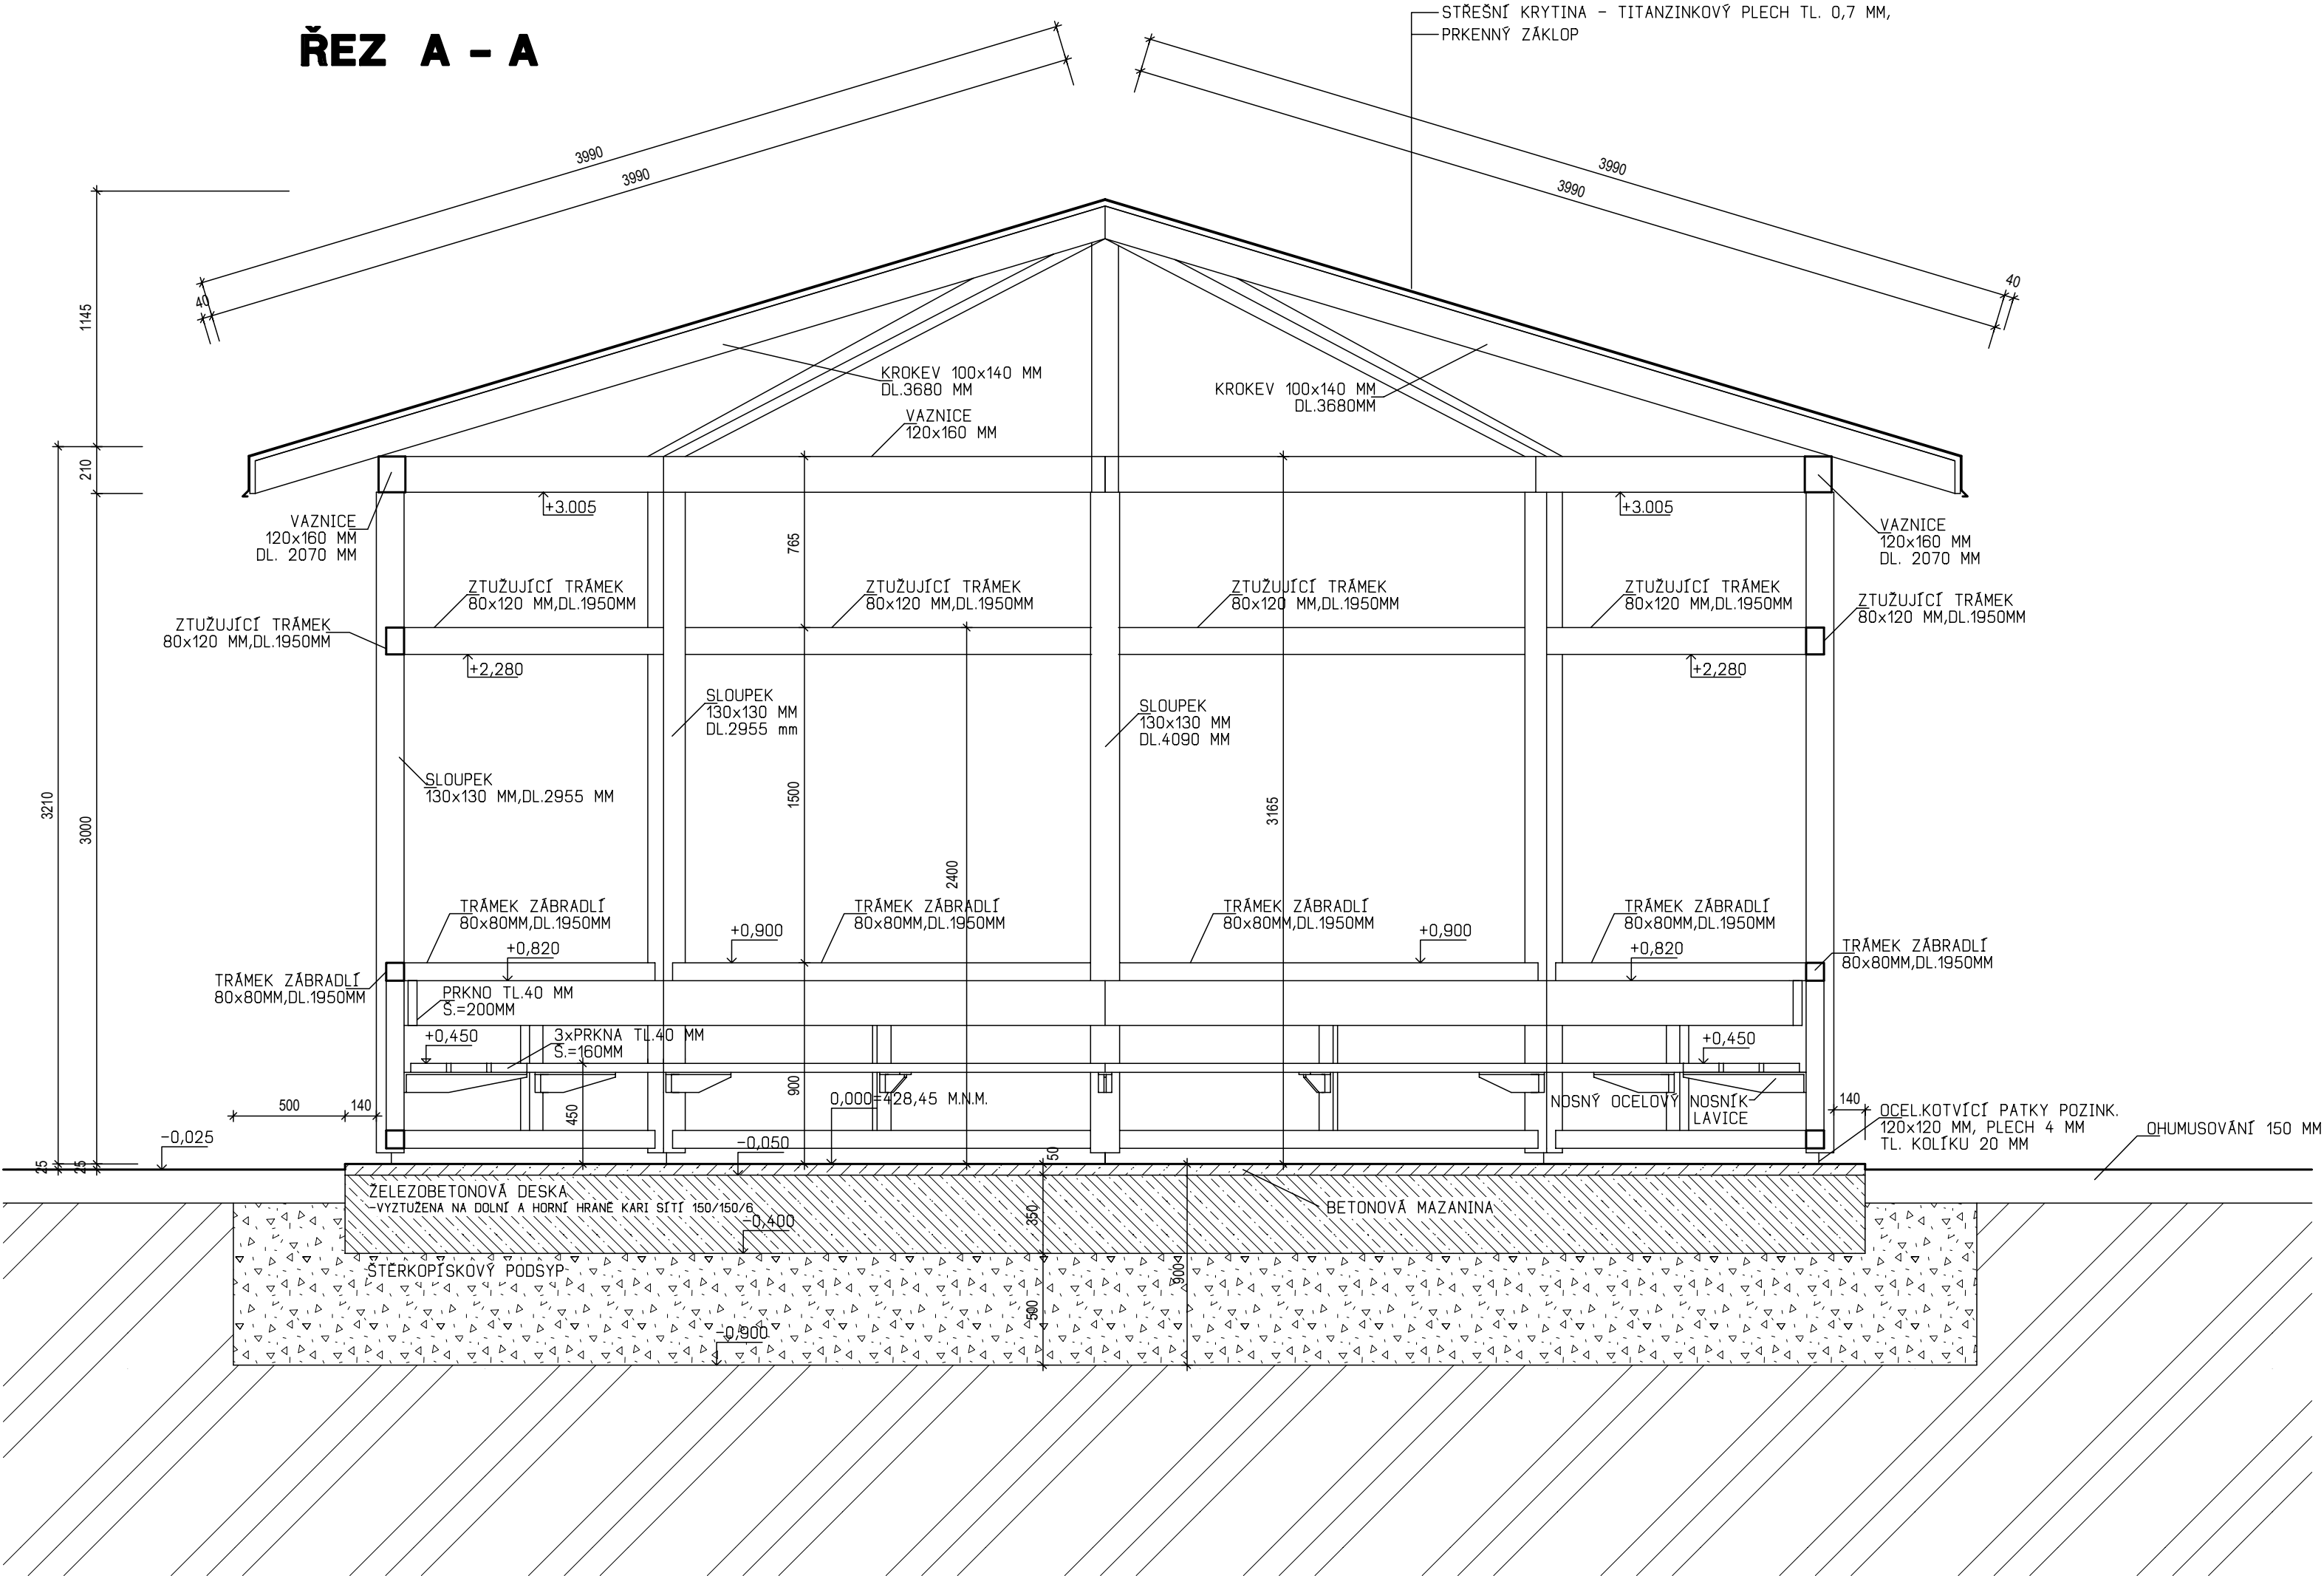 STŘEŠNÍ KRYTINA - TITANZINKOVÝ PLECH TL. 0,7 MM,
PRKENNÝ ZÁKLOP
ŘEZ A - A
3990
3990
3990
3990
40
40
1145
210
3210
3000
25
25
KROKEV 100x140 MM
DL.3680 MM
KROKEV 100x140 MM
DL.3680MM
VAZNICE
120x160 MM
+3.005
+3.005
VAZNICE
120x160 MM
DL. 2070 MM
VAZNICE
120x160 MM
DL. 2070 MM
765
ZTUŽUJÍCÍ TRÁMEK
80x120 MM,DL.1950MM
ZTUŽUJÍCÍ TRÁMEK
80x120 MM,DL.1950MM
ZTUŽUJÍCÍ TRÁMEK
80x120 MM,DL.1950MM
ZTUŽUJÍCÍ TRÁMEK
80x120 MM,DL.1950MM
ZTUŽUJÍCÍ TRÁMEK
80x120 MM,DL.1950MM
ZTUŽUJÍCÍ TRÁMEK
80x120 MM,DL.1950MM
+2,280
+2,280
SLOUPEK
130x130 MM
DL.2955 mm
SLOUPEK
130x130 MM
DL.4090 MM
SLOUPEK
130x130 MM,DL.2955 MM
1500
2400
3165
TRÁMEK ZÁBRADLÍ
80x80MM,DL.1950MM
TRÁMEK ZÁBRADLÍ
80x80MM,DL.1950MM
TRÁMEK ZÁBRADLÍ
80x80MM,DL.1950MM
TRÁMEK ZÁBRADLÍ
80x80MM,DL.1950MM
+0,900
+0,900
+0,820
+0,820
TRÁMEK ZÁBRADLÍ
80x80MM,DL.1950MM
TRÁMEK ZÁBRADLÍ
80x80MM,DL.1950MM
PRKNO TL.40 MM
Š.=200MM
3xPRKNA TL.40 MM
Š.=160MM
+0,450
+0,450
900
450
0,000=428,45 M.N.M.
NOSNÝ OCELOVÝ NOSNÍK
LAVICE
500
140
140
OCEL.KOTVÍCÍ PATKY POZINK.
120x120 MM, PLECH 4 MM
TL. KOLÍKU 20 MM
OHUMUSOVÁNÍ 150 MM
-0,025
-0,050
50
ŽELEZOBETONOVÁ DESKA
-VYZTUŽENA NA DOLNÍ A HORNÍ HRANĚ KARI SÍTÍ 150/150/6
BETONOVÁ MAZANINA
350
-0,400
ŠTĚRKOPÍSKOVÝ PODSYP
900
500
-0,900